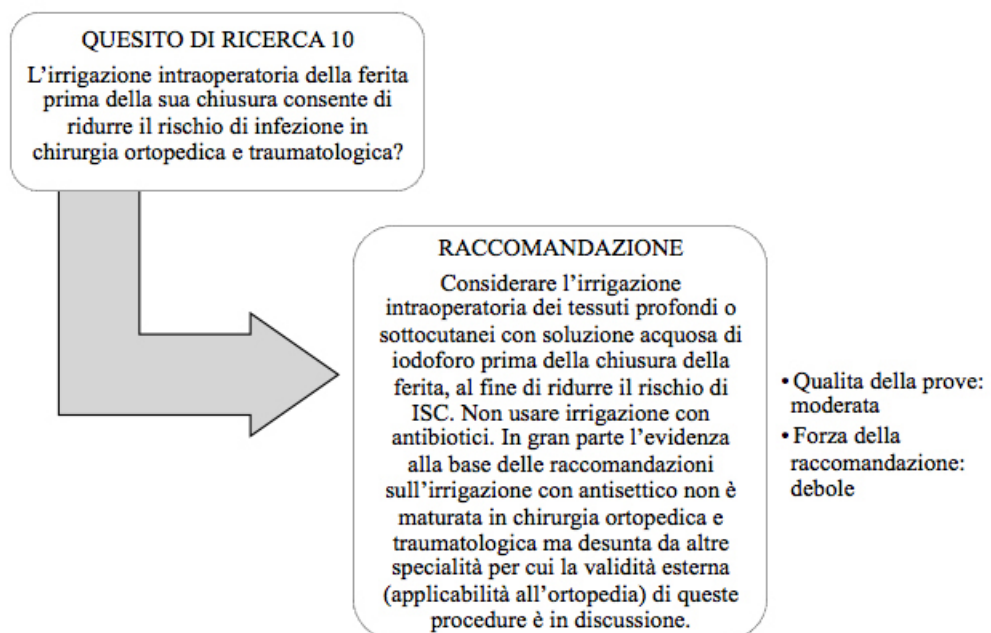 QUESITO DI RICERCA 10
L'irrigazione intraoperatoria della ferita
prima della sua chiusura consente di
ridurre il rischio di infezione in
chirurgia ortopedica e traumatologica?
RACCOMANDAZIONE
Considerare l'irrigazione
intraoperatoria dei tessuti profondi o
sottocutanei con soluzione acquosa di
iodoforo prima della chiusura della
ferita, al fine di ridurre il rischio di
ISC. Non usare irrigazione con
antibiotici. In gran parte l'evidenza
alla base delle raccomandazioni
sull'irrigazione con antisettico non è
maturata in chirurgia ortopedica e
traumatologica ma desunta da altre
specialità per cui la validità esterna
(applicabilità all'ortopedia) di queste
procedure è in discussione.
• Qualita della prove:
moderata
• Forza della
raccomandazione:
debole